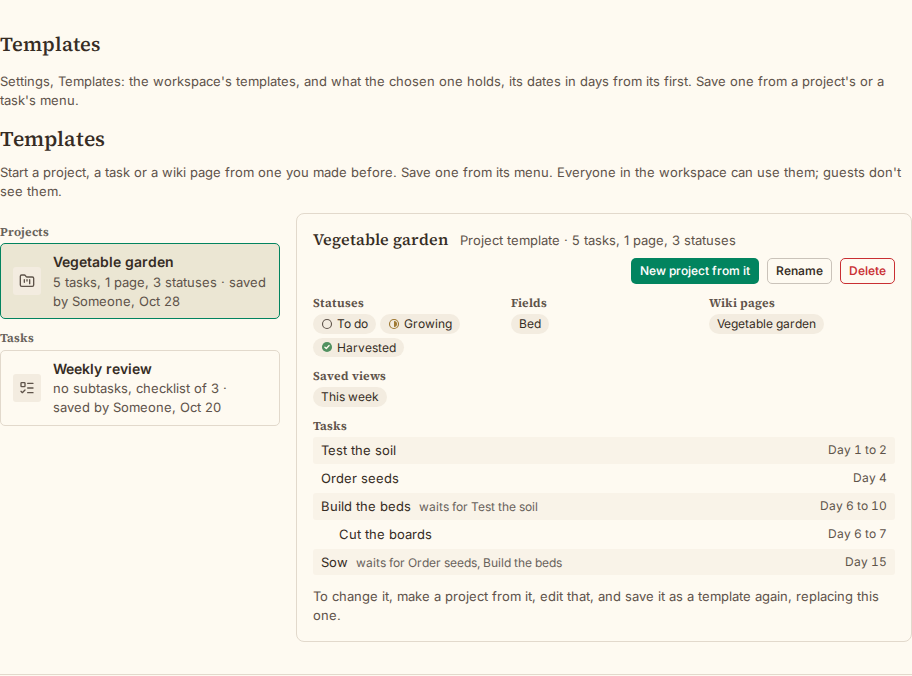 Templates
Settings, Templates: the workspace's templates, and what the chosen one holds, its dates in days from its first. Save one from a project's or a
task's menu.
Templates
Start a project, a task or a wiki page from one you made before. Save one from its menu. Everyone in the workspace can use them; guests don't
see them.
Projects
Vegetable garden
5 tasks, 1 page, 3 statuses · saved
by Someone, Oct 28
Tasks
Weekly review
no subtasks, checklist of 3 ·
saved by Someone, Oct 20
Vegetable garden Project template · 5 tasks, 1 page, 3 statuses
New project from it Rename Delete
Statuses Fields Wiki pages
To do Growing Bed Vegetable garden
Harvested
Saved views
This week
Tasks
Test the soil Day 1 to 2
Order seeds Day 4
Build the beds waits for Test the soil Day 6 to 10
Cut the boards Day 6 to 7
Sow waits for Order seeds, Build the beds Day 15
To change it, make a project from it, edit that, and save it as a template again, replacing this
one.